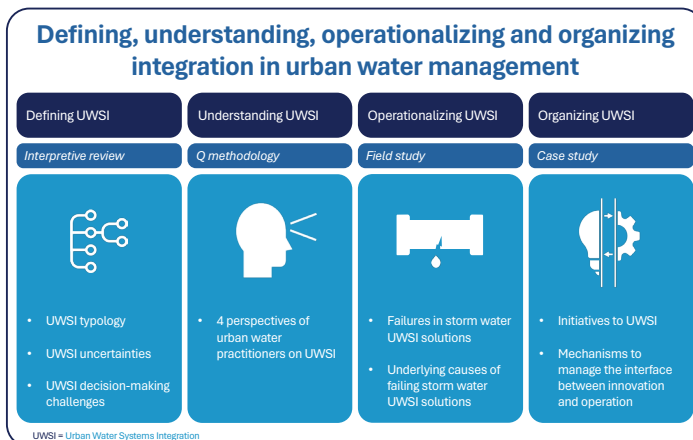 Defining, understanding, operationalizing and organizing
integration in urban water management
Defining UWSI
Understanding UWSI
Operationalizing UWSI
Organizing UWSI
Interpretive review
Q methodology
Field study
Case study
• UWSI typology
• UWSI uncertainties
• UWSI decision-making
challenges
• 4 perspectives of
urban water
practitioners on UWSI
• Failures in storm water
UWSI solutions
• Underlying causes of
failing storm water
UWSI solutions
• Initiatives to UWSI
• Mechanisms to
manage the interface
between innovation
and operation
UWSI = Urban Water Systems Integration